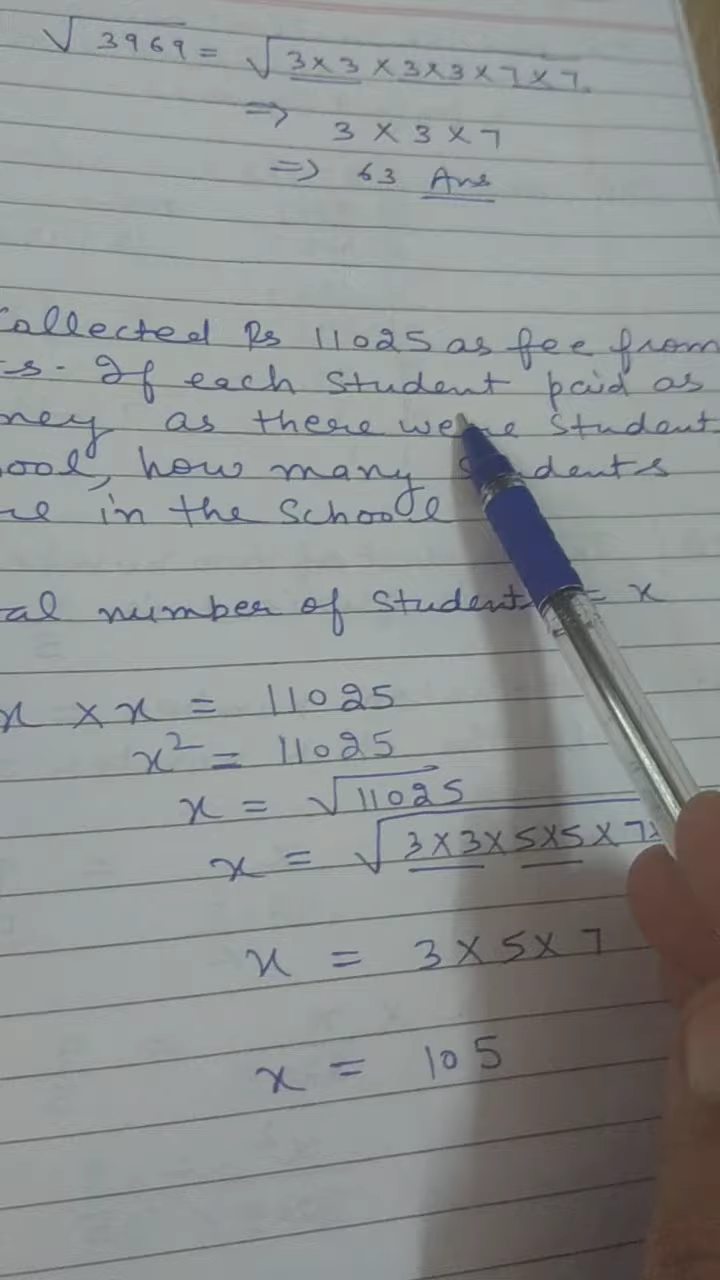 √3969 = √3×3×3×3×7×7.
⇒ 3×3×7
⇒ 63 Ans
Collected Rs 11025 as fee from
If each Student paid as
as there were Student
how many Students
in the Schoole
number of Student = x
x × x = 11025
x² = 11025
x = √11025
x = √3×3×5×5×7×
x = 3×5×7
x = 105